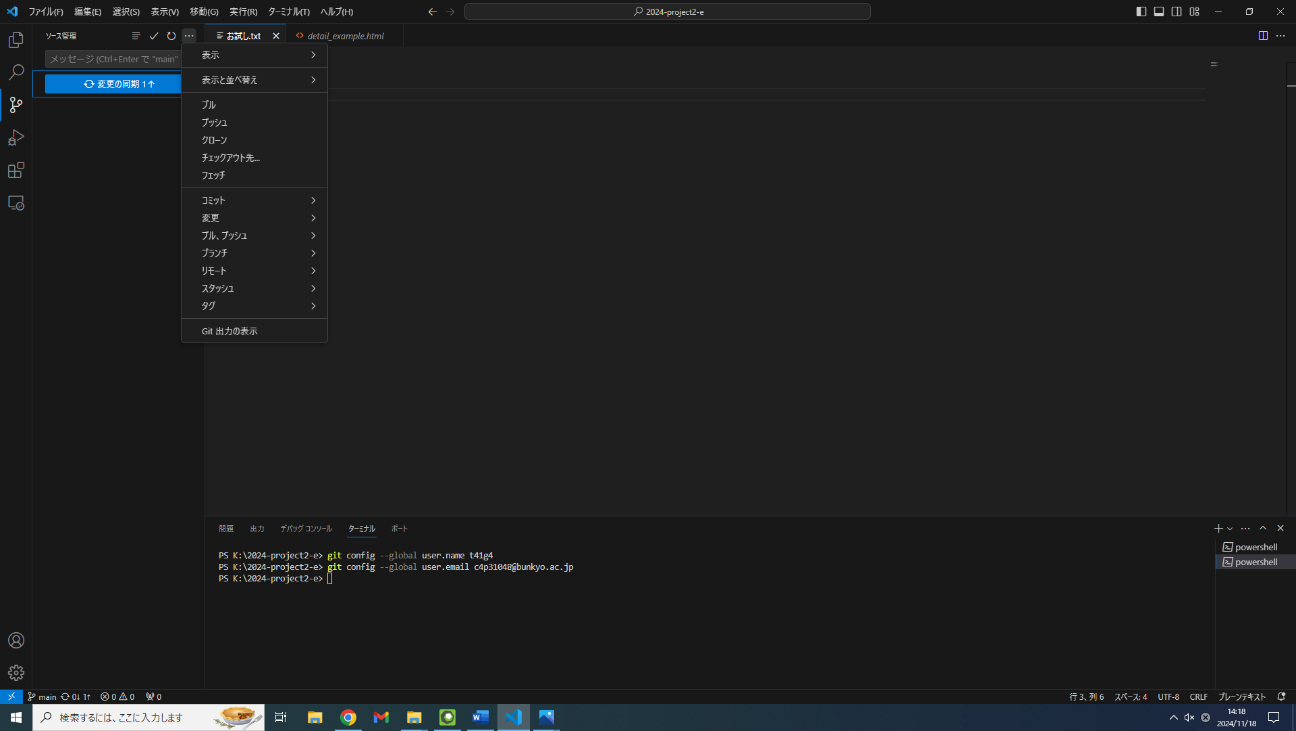 ファイル(F) 編集(E) 選択(S) 表示(V) 移動(G) 実行(R) ターミナル(T) ヘルプ(H) 2024-project2-e
ソース管理
お試し.txt
detail_example.html
メッセージ (Ctrl+Enter で "main"
変更の同期 1↑
表示
表示と並べ替え
プル
プッシュ
クローン
チェックアウト先...
フェッチ
コミット
変更
プル、プッシュ
ブランチ
リモート
スタッシュ
タグ
Git 出力の表示
問題 出力 デバッグ コンソール ターミナル ポート
PS K:\2024-project2-e> git config --global user.name t41g4
PS K:\2024-project2-e> git config --global user.email c4p31048@bunkyo.ac.jp
PS K:\2024-project2-e>
powershell
powershell
main 0↓ 1↑ 0 0 0 行 3、列 6 スペース: 4 UTF-8 CRLF プレーンテキスト
検索するには、ここに入力します
14:18
2024/11/18